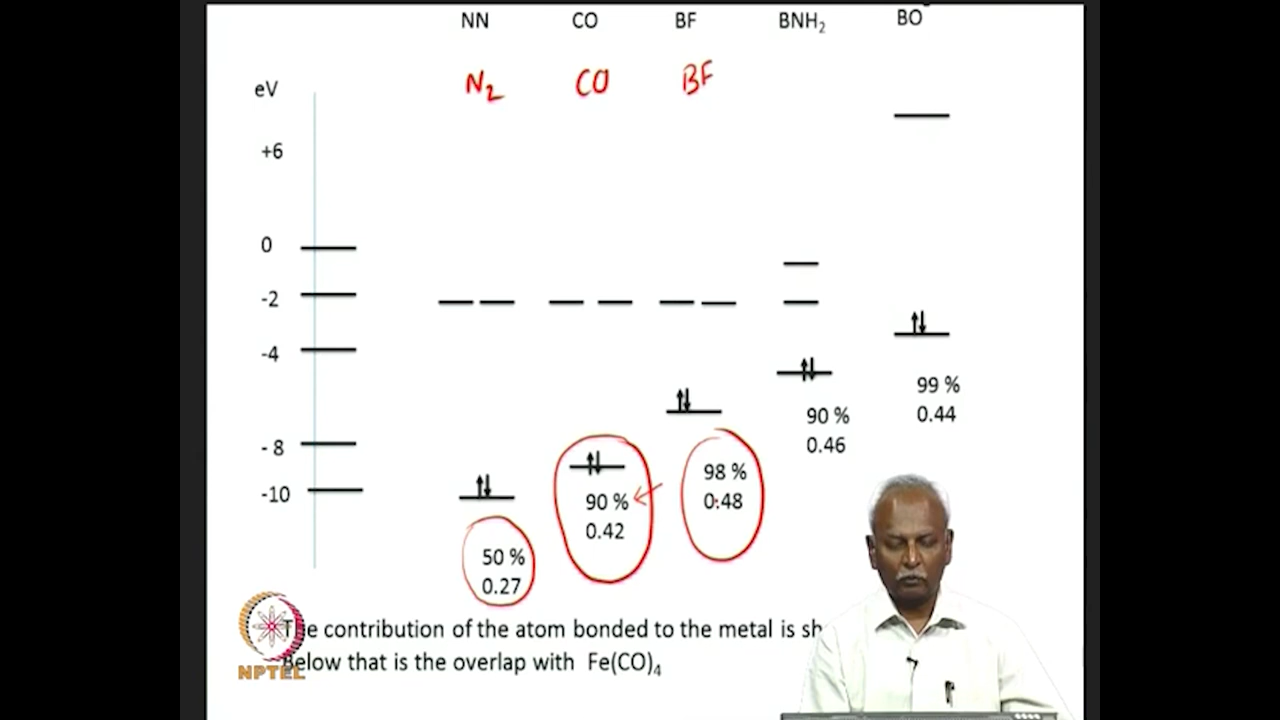 NN CO BF BNH₂ BO
N₂ CO BF
eV
+6
0
-2
-4
99 %
90 % 0.44
0.46
- 8 98 %
90 % 0.48
-10 0.42
50 %
0.27
The contribution of the atom bonded to the metal is
Below that is the overlap with Fe(CO)₄
NPTEL